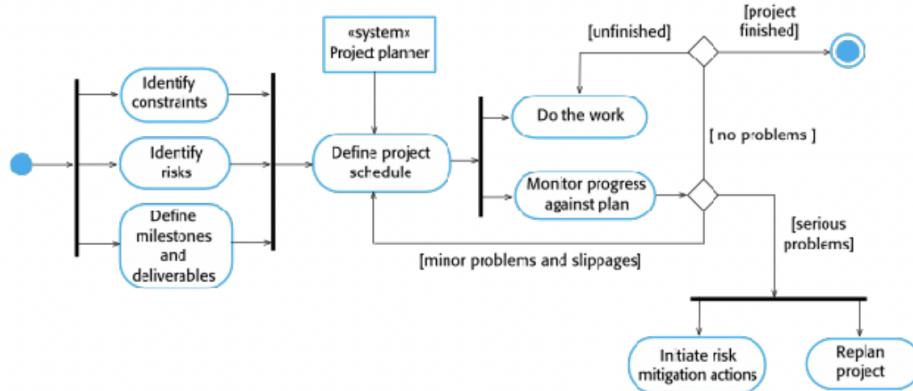 [project
finished]
«system»
Project planner
[unfinished]
Identify
constraints
Do the work
[ no problems ]
Identify
risks
Define project
schedule
Monitor progress
against plan
Define
milestones
and
deliverables
[serious
problems]
[minor problems and slippages]
Initiate risk
mitigation actions
Replan
project